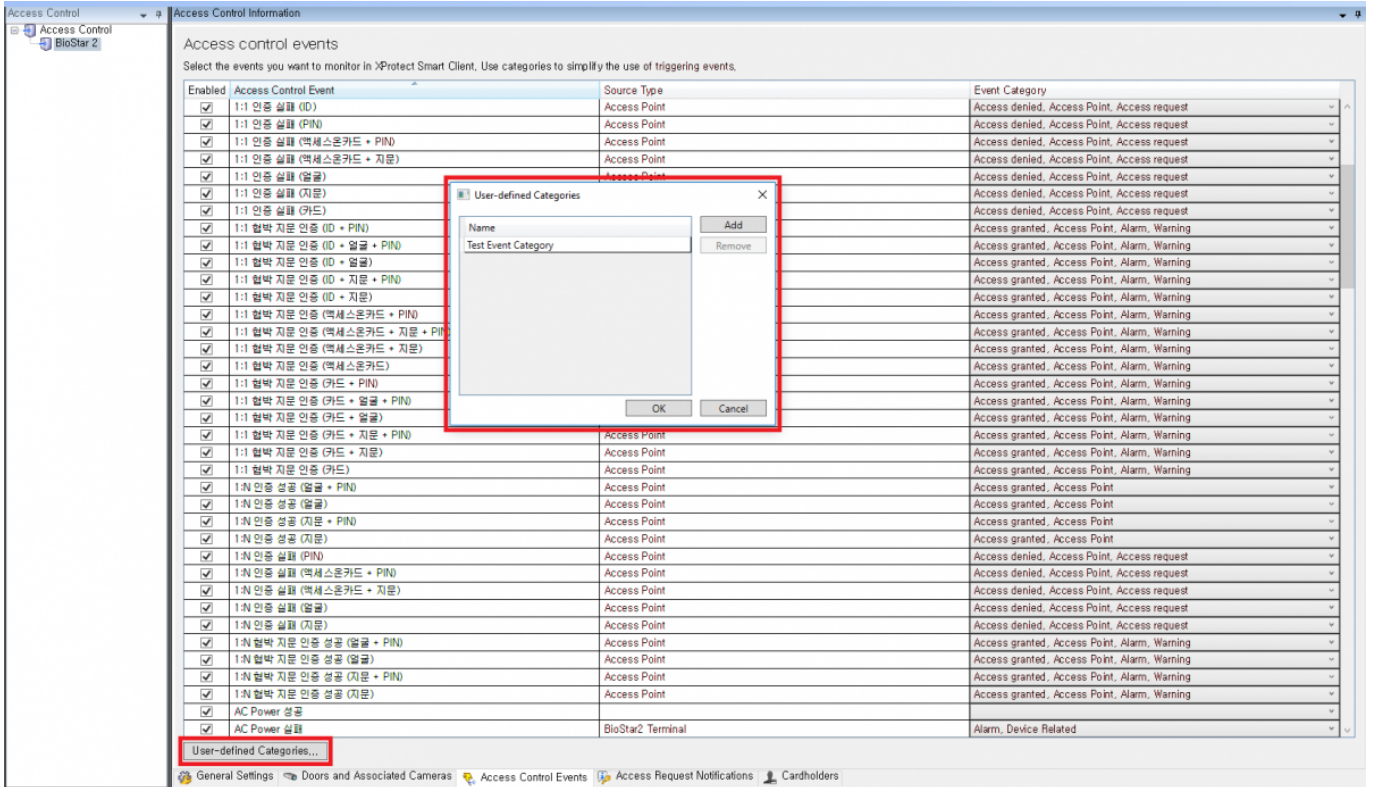 Access Control
Access Control Information
Access Control
BioStar 2
Access control events
Select the events you want to monitor in XProtect Smart Client, Use categories to simplify the use of triggering events,
Enabled Access Control Event Source Type Event Category
1:1 인증 실패 (ID) Access Point Access denied, Access Point, Access request
1:1 인증 실패 (PIN) Access Point Access denied, Access Point, Access request
1:1 인증 실패 (액세스온카드 + PIN) Access Point Access denied, Access Point, Access request
1:1 인증 실패 (액세스온카드 + 지문) Access Point Access denied, Access Point, Access request
1:1 인증 실패 (얼굴) Access Point Access denied, Access Point, Access request
1:1 인증 실패 (지문) Access denied, Access Point, Access request
1:1 인증 실패 (카드) Access denied, Access Point, Access request
1:1 협박 지문 인증 (ID + PIN) Access granted, Access Point, Alarm, Warning
1:1 협박 지문 인증 (ID + 얼굴 + PIN) Access granted, Access Point, Alarm, Warning
1:1 협박 지문 인증 (ID + 얼굴) Access granted, Access Point, Alarm, Warning
1:1 협박 지문 인증 (ID + 지문 + PIN) Access granted, Access Point, Alarm, Warning
1:1 협박 지문 인증 (ID + 지문) Access granted, Access Point, Alarm, Warning
1:1 협박 지문 인증 (액세스온카드 + PIN) Access granted, Access Point, Alarm, Warning
1:1 협박 지문 인증 (액세스온카드 + 지문 + PIN) Access granted, Access Point, Alarm, Warning
1:1 협박 지문 인증 (액세스온카드 + 지문) Access granted, Access Point, Alarm, Warning
1:1 협박 지문 인증 (액세스온카드) Access granted, Access Point, Alarm, Warning
1:1 협박 지문 인증 (카드 + PIN) Access granted, Access Point, Alarm, Warning
1:1 협박 지문 인증 (카드 + 얼굴 + PIN) Access granted, Access Point, Alarm, Warning
1:1 협박 지문 인증 (카드 + 얼굴) Access granted, Access Point, Alarm, Warning
1:1 협박 지문 인증 (카드 + 지문 + PIN) Access Point Access granted, Access Point, Alarm, Warning
1:1 협박 지문 인증 (카드 + 지문) Access Point Access granted, Access Point, Alarm, Warning
1:1 협박 지문 인증 (카드) Access Point Access granted, Access Point, Alarm, Warning
1:N 인증 성공 (얼굴 + PIN) Access Point Access granted, Access Point
1:N 인증 성공 (얼굴) Access Point Access granted, Access Point
1:N 인증 성공 (지문 + PIN) Access Point Access granted, Access Point
1:N 인증 성공 (지문) Access Point Access granted, Access Point
1:N 인증 실패 (PIN) Access Point Access denied, Access Point, Access request
1:N 인증 실패 (액세스온카드 + PIN) Access Point Access denied, Access Point, Access request
1:N 인증 실패 (액세스온카드 + 지문) Access Point Access denied, Access Point, Access request
1:N 인증 실패 (얼굴) Access Point Access denied, Access Point, Access request
1:N 인증 실패 (지문) Access Point Access denied, Access Point, Access request
1:N 협박 지문 인증 성공 (얼굴 + PIN) Access Point Access granted, Access Point, Alarm, Warning
1:N 협박 지문 인증 성공 (얼굴) Access Point Access granted, Access Point, Alarm, Warning
1:N 협박 지문 인증 성공 (지문 + PIN) Access Point Access granted, Access Point, Alarm, Warning
1:N 협박 지문 인증 성공 (지문) Access Point Access granted, Access Point, Alarm, Warning
AC Power 성공
AC Power 실패 BioStar2 Terminal Alarm, Device Related
User-defined Categories
Name
Add
Test Event Category
Remove
OK Cancel
User-defined Categories...
General Settings Doors and Associated Cameras Access Control Events Access Request Notifications Cardholders